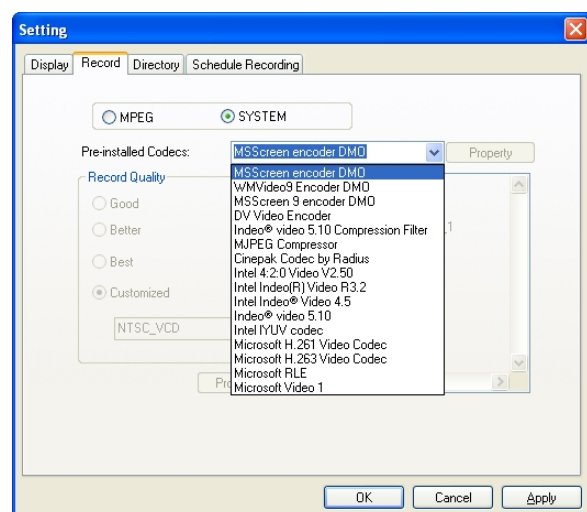 Setting
Display Record Directory Schedule Recording
MPEG SYSTEM
Pre-installed Codecs: MSScreen encoder DMO Property
Record Quality
Good
Better
Best
Customized
NTSC_VCD
MSScreen encoder DMO
WMVideo9 Encoder DMO
MSScreen 9 encoder DMO
DV Video Encoder
Indeo® video 5.10 Compression Filter
MJPEG Compressor
Cinepak Codec by Radius
Intel 4:2:0 Video V2.50
Intel Indeo(R) Video R3.2
Intel Indeo® Video 4.5
Indeo® video 5.10
Intel IYUV codec
Microsoft H.261 Video Codec
Microsoft H.263 Video Codec
Microsoft RLE
Microsoft Video 1
OK Cancel Apply